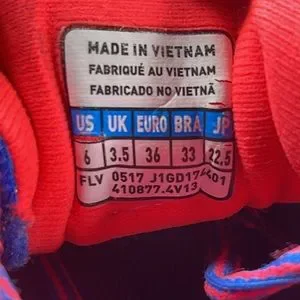 MADE IN VIETNAM
FABRIQUÉ AU VIETNAM
FABRICADO NO VIETNÃ
US UK EURO BRA JP
6 3.5 36 33 22.5
FLV 0517 J1GD17
410877.4V13